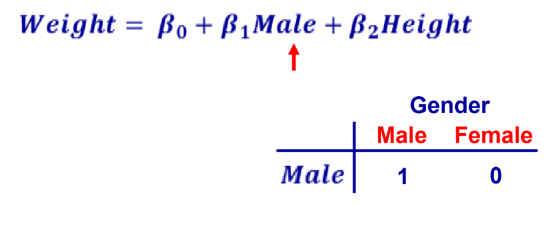 Weight = β₀ + β₁Male + β₂Height
Gender
Male Female
Male 1 0